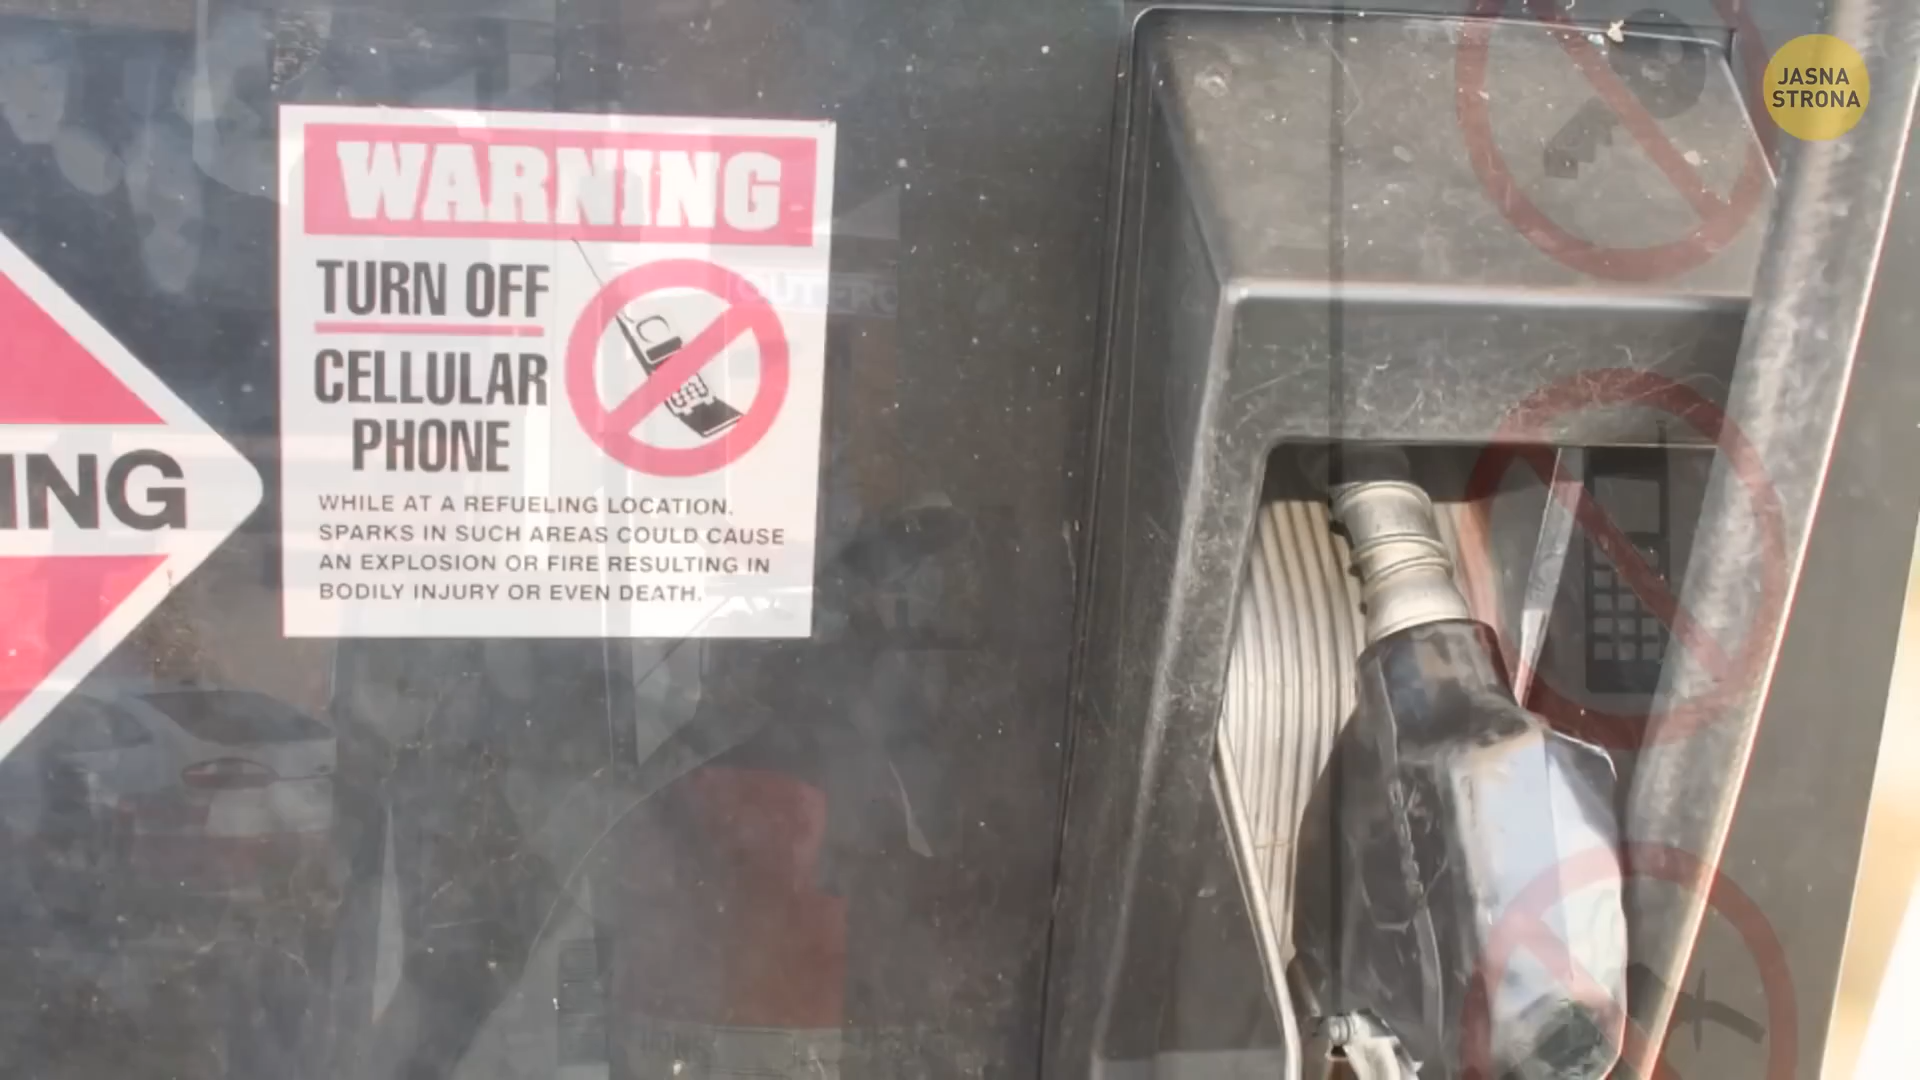 JASNA
STRONA
WARNING
TURN OFF
CELLULAR
PHONE
WHILE AT A REFUELING LOCATION.
SPARKS IN SUCH AREAS COULD CAUSE
AN EXPLOSION OR FIRE RESULTING IN
BODILY INJURY OR EVEN DEATH.
ING